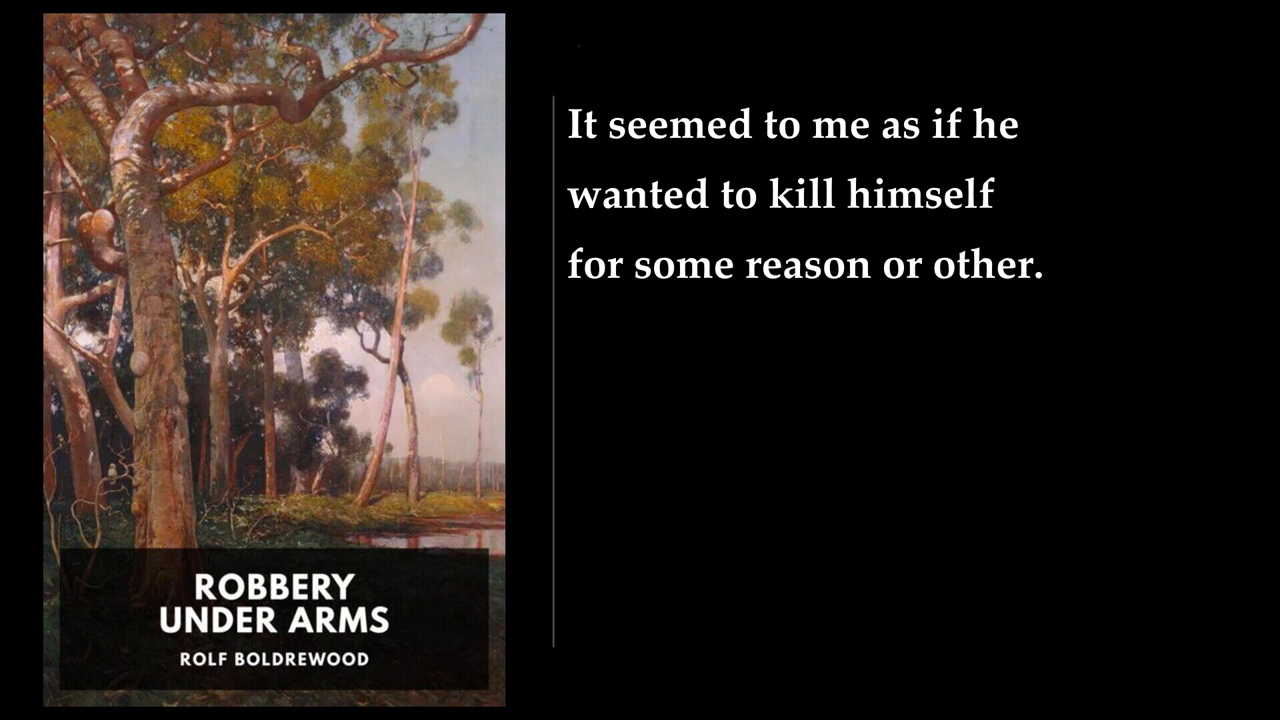 It seemed to me as if he
wanted to kill himself
for some reason or other.
ROBBERY
UNDER ARMS
ROLF BOLDREWOOD